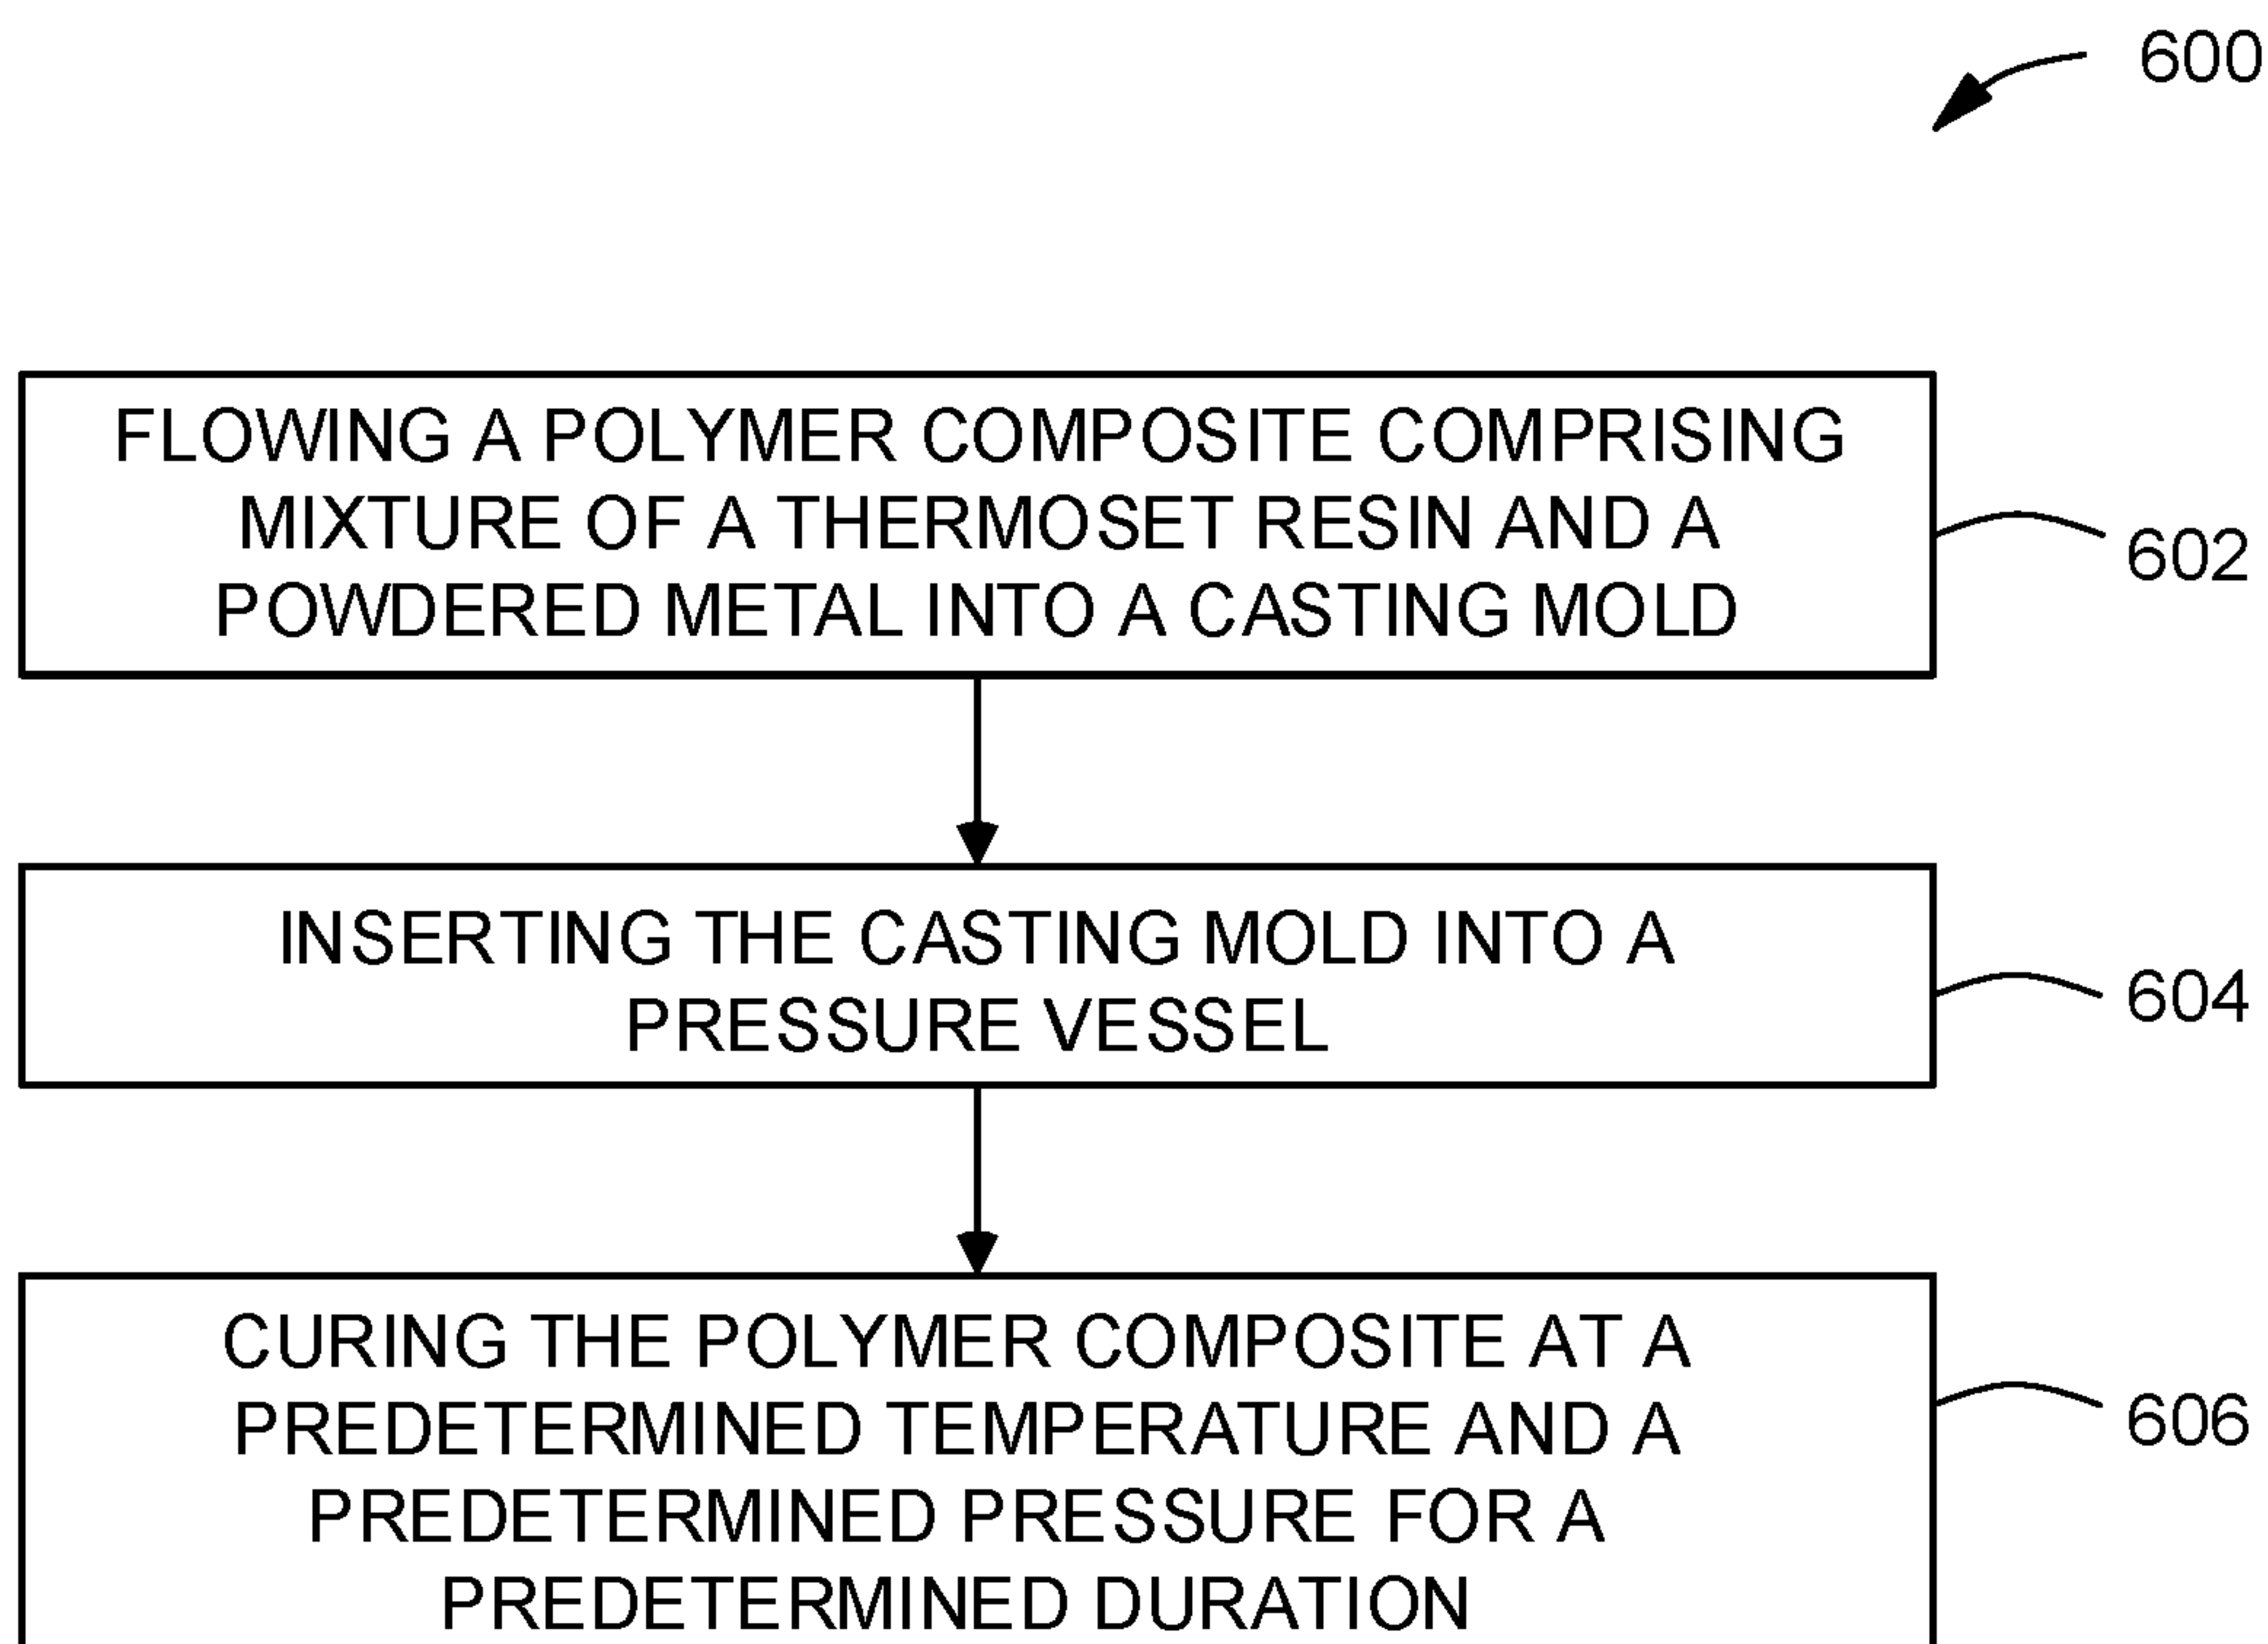 600
FLOWING A POLYMER COMPOSITE COMPRISING
MIXTURE OF A THERMOSET RESIN AND A
POWDERED METAL INTO A CASTING MOLD
602
INSERTING THE CASTING MOLD INTO A
PRESSURE VESSEL
604
CURING THE POLYMER COMPOSITE AT A
PREDETERMINED TEMPERATURE AND A
PREDETERMINED PRESSURE FOR A
PREDETERMINED DURATION
606